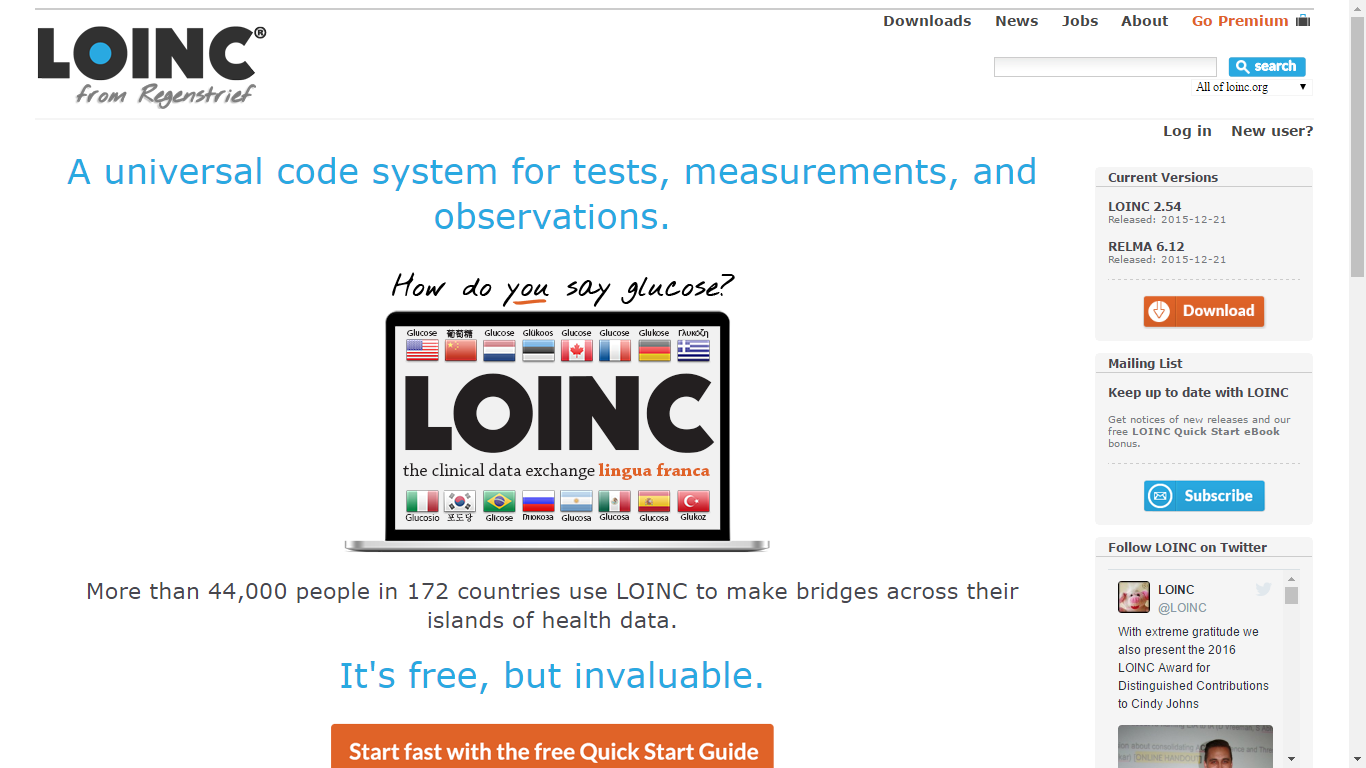 LOINC®
from Regenstrief
Downloads News Jobs About Go Premium
search
All of loinc.org
Log in New user?
A universal code system for tests, measurements, and
observations.
How do you say glucose?
Glucose 葡萄糖 Glucose Glükoos Glucose Glucose Glukose Γλυκόζη
LOINC
the clinical data exchange lingua franca
Glucosio 포도당 Glicose Глюкоза Glucosa Glucosa Glucosa Glukoz
More than 44,000 people in 172 countries use LOINC to make bridges across their
islands of health data.
It's free, but invaluable.
Start fast with the free Quick Start Guide
Current Versions
LOINC 2.54
Released: 2015-12-21
RELMA 6.12
Released: 2015-12-21
Download
Mailing List
Keep up to date with LOINC
Get notices of new releases and our
free LOINC Quick Start eBook
bonus.
Subscribe
Follow LOINC on Twitter
LOINC
@LOINC
With extreme gratitude we
also present the 2016
LOINC Award for
Distinguished Contributions
to Cindy Johns